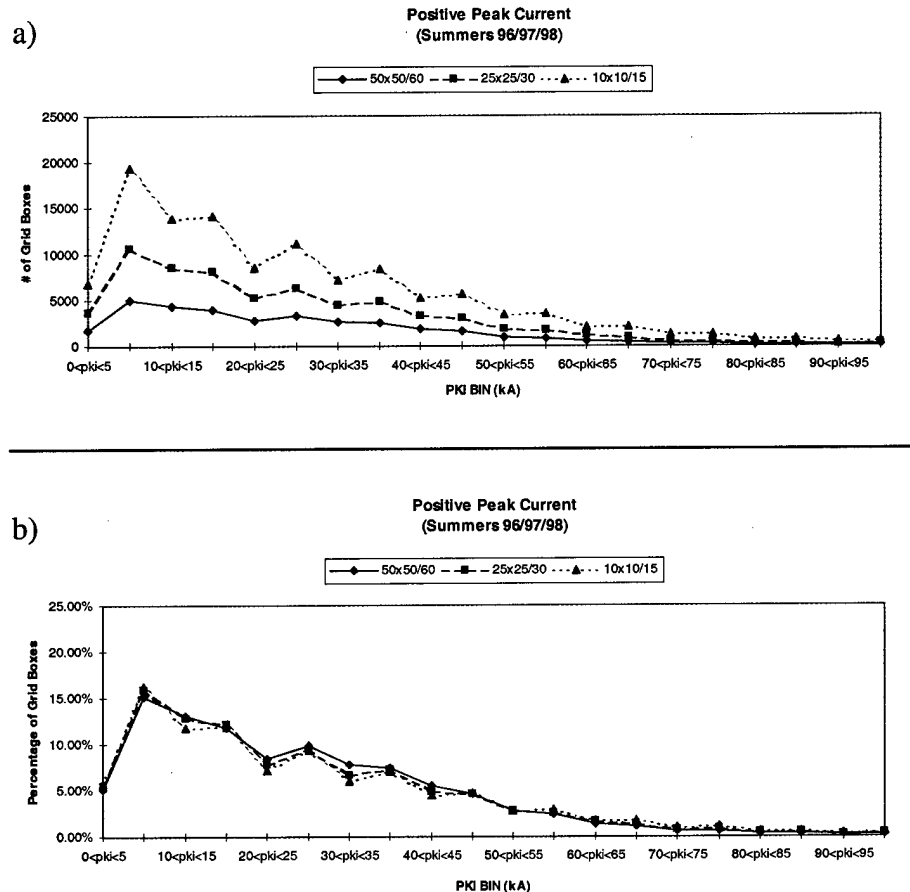 a)
Positive Peak Current
(Summers 96/97/98)
50x50/60 25x25/30 10x10/15
25000
20000
15000
10000
5000
0
# of Grid Boxes
0<pki<5 10<pki<15 20<pki<25 30<pki<35 40<pki<45 50<pki<55 60<pki<65 70<pki<75 80<pki<85 90<pki<95
PKI BIN (kA)
b)
Positive Peak Current
(Summers 96/97/98)
50x50/60 25x25/30 10x10/15
25.00%
20.00%
15.00%
10.00%
5.00%
0.00%
Percentage of Grid Boxes
0<pki<5 10<pki<15 20<pki<25 30<pki<35 40<pki<45 50<pki<55 60<pki<65 70<pki<75 80<pki<85 90<pki<95
PKI BIN (kA)